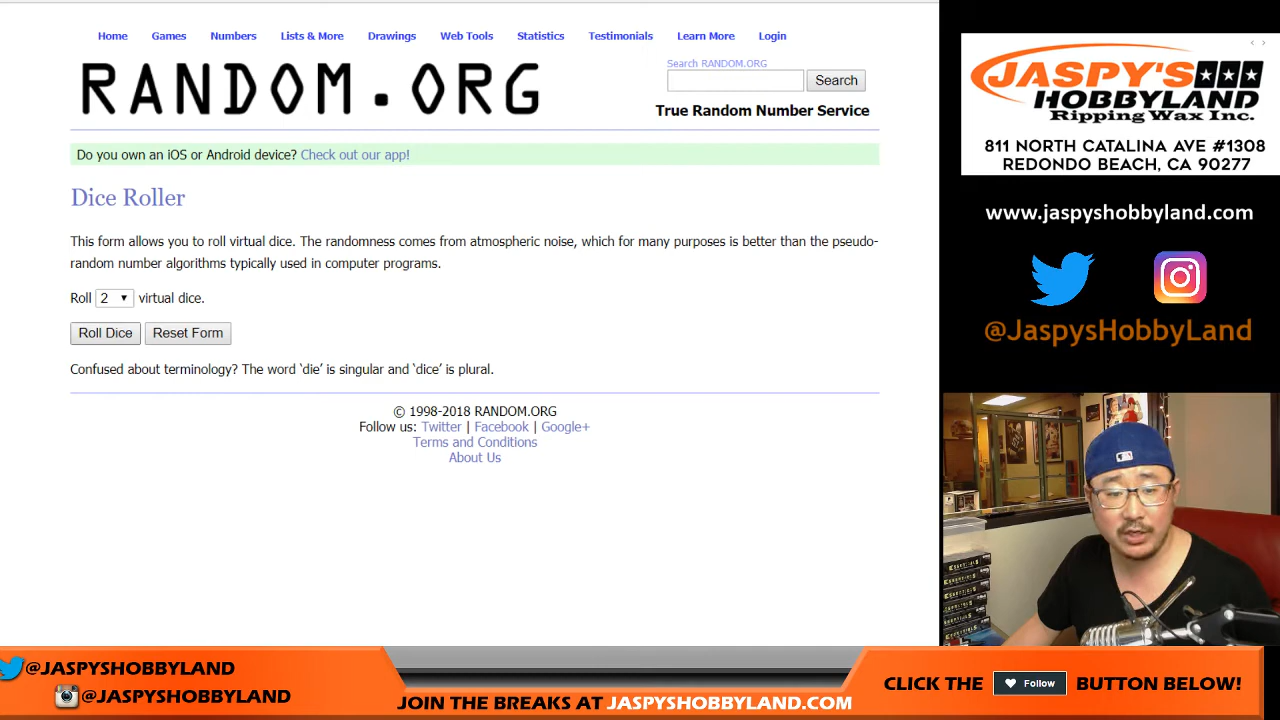 Home Games Numbers Lists & More Drawings Web Tools Statistics Testimonials Learn More Login
RANDOM.ORG
Search RANDOM.ORG
Search
True Random Number Service
Do you own an iOS or Android device? Check out our app!
Dice Roller
This form allows you to roll virtual dice. The randomness comes from atmospheric noise, which for many purposes is better than the pseudo-
random number algorithms typically used in computer programs.
Roll 2 virtual dice.
Roll Dice Reset Form
Confused about terminology? The word ‘die’ is singular and ‘dice’ is plural.
© 1998-2018 RANDOM.ORG
Follow us: Twitter | Facebook | Google+
Terms and Conditions
About Us
JASPY'S
HOBBYLAND
Ripping Wax Inc.
811 NORTH CATALINA AVE #1308
REDONDO BEACH, CA 90277
www.jaspyshobbyland.com
@JaspysHobbyLand
@JASPYSHOBBYLAND
@JASPYSHOBBYLAND
JOIN THE BREAKS AT JASPYSHOBBYLAND.COM
CLICK THE Follow BUTTON BELOW!